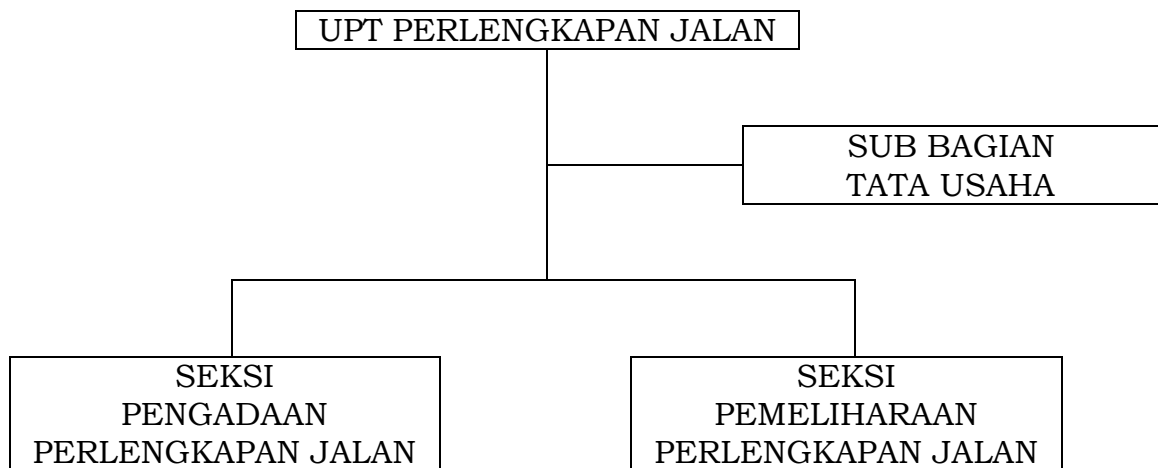 UPT PERLENGKAPAN JALAN
SUB BAGIAN
TATA USAHA
SEKSI
PENGADAAN
PERLENGKAPAN JALAN
SEKSI
PEMELIHARAAN
PERLENGKAPAN JALAN